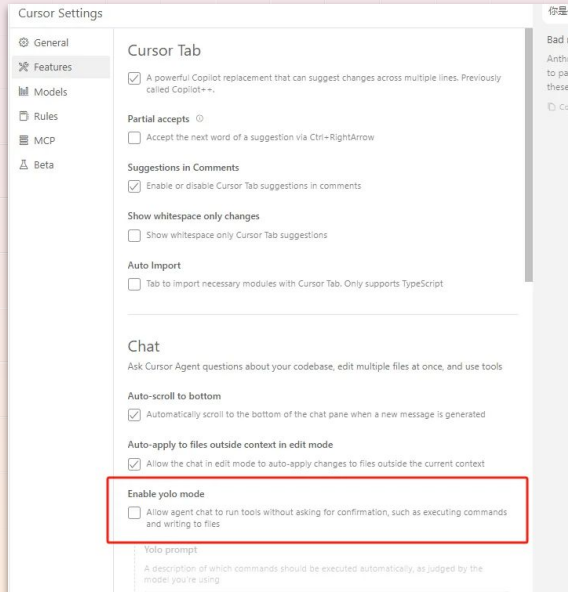 Cursor Settings
General
Features
Models
Rules
MCP
Beta
Cursor Tab
A powerful Copilot replacement that can suggest changes across multiple lines. Previously
called Copilot++.
Partial accepts
Accept the next word of a suggestion via Ctrl+RightArrow
Suggestions in Comments
Enable or disable Cursor Tab suggestions in comments
Show whitespace only changes
Show whitespace only Cursor Tab suggestions
Auto Import
Tab to import necessary modules with Cursor Tab. Only supports TypeScript
Chat
Ask Cursor Agent questions about your codebase, edit multiple files at once, and use tools
Auto-scroll to bottom
Automatically scroll to the bottom of the chat pane when a new message is generated
Auto-apply to files outside context in edit mode
Allow the chat in edit mode to auto-apply changes to files outside the current context
Enable yolo mode
Allow agent chat to run tools without asking for confirmation, such as executing commands
and writing to files
Yolo prompt
A description of which commands should be executed automatically, as judged by the
model you're using
你是
Bad
to pa
these